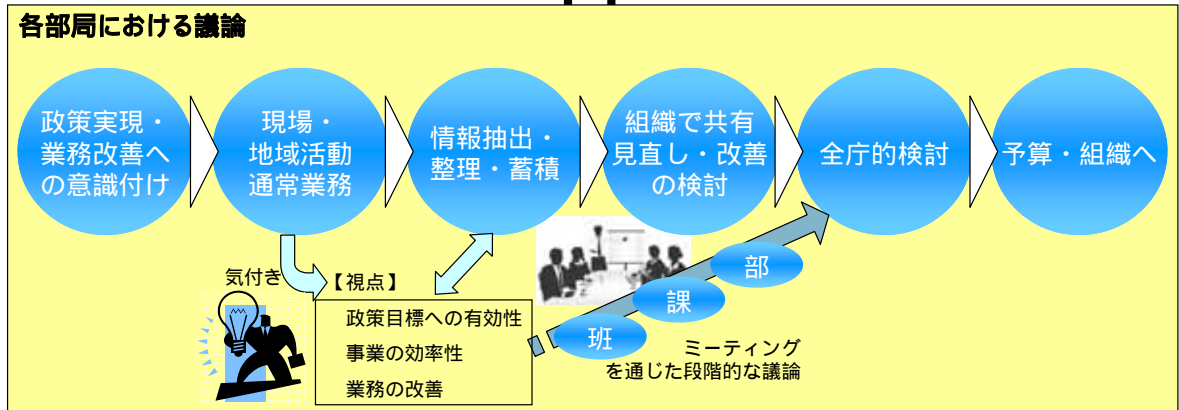 各部局における議論
政策実現・
業務改善へ
の意識付け
現場・
地域活動
通常業務
情報抽出・
整理・蓄積
組織で共有
見直し・改善
の検討
全庁的検討
予算・組織へ
気付き
【視点】
政策目標への有効性
事業の効率性
業務の改善
班
課
部
ミーティング
を通じた段階的な議論